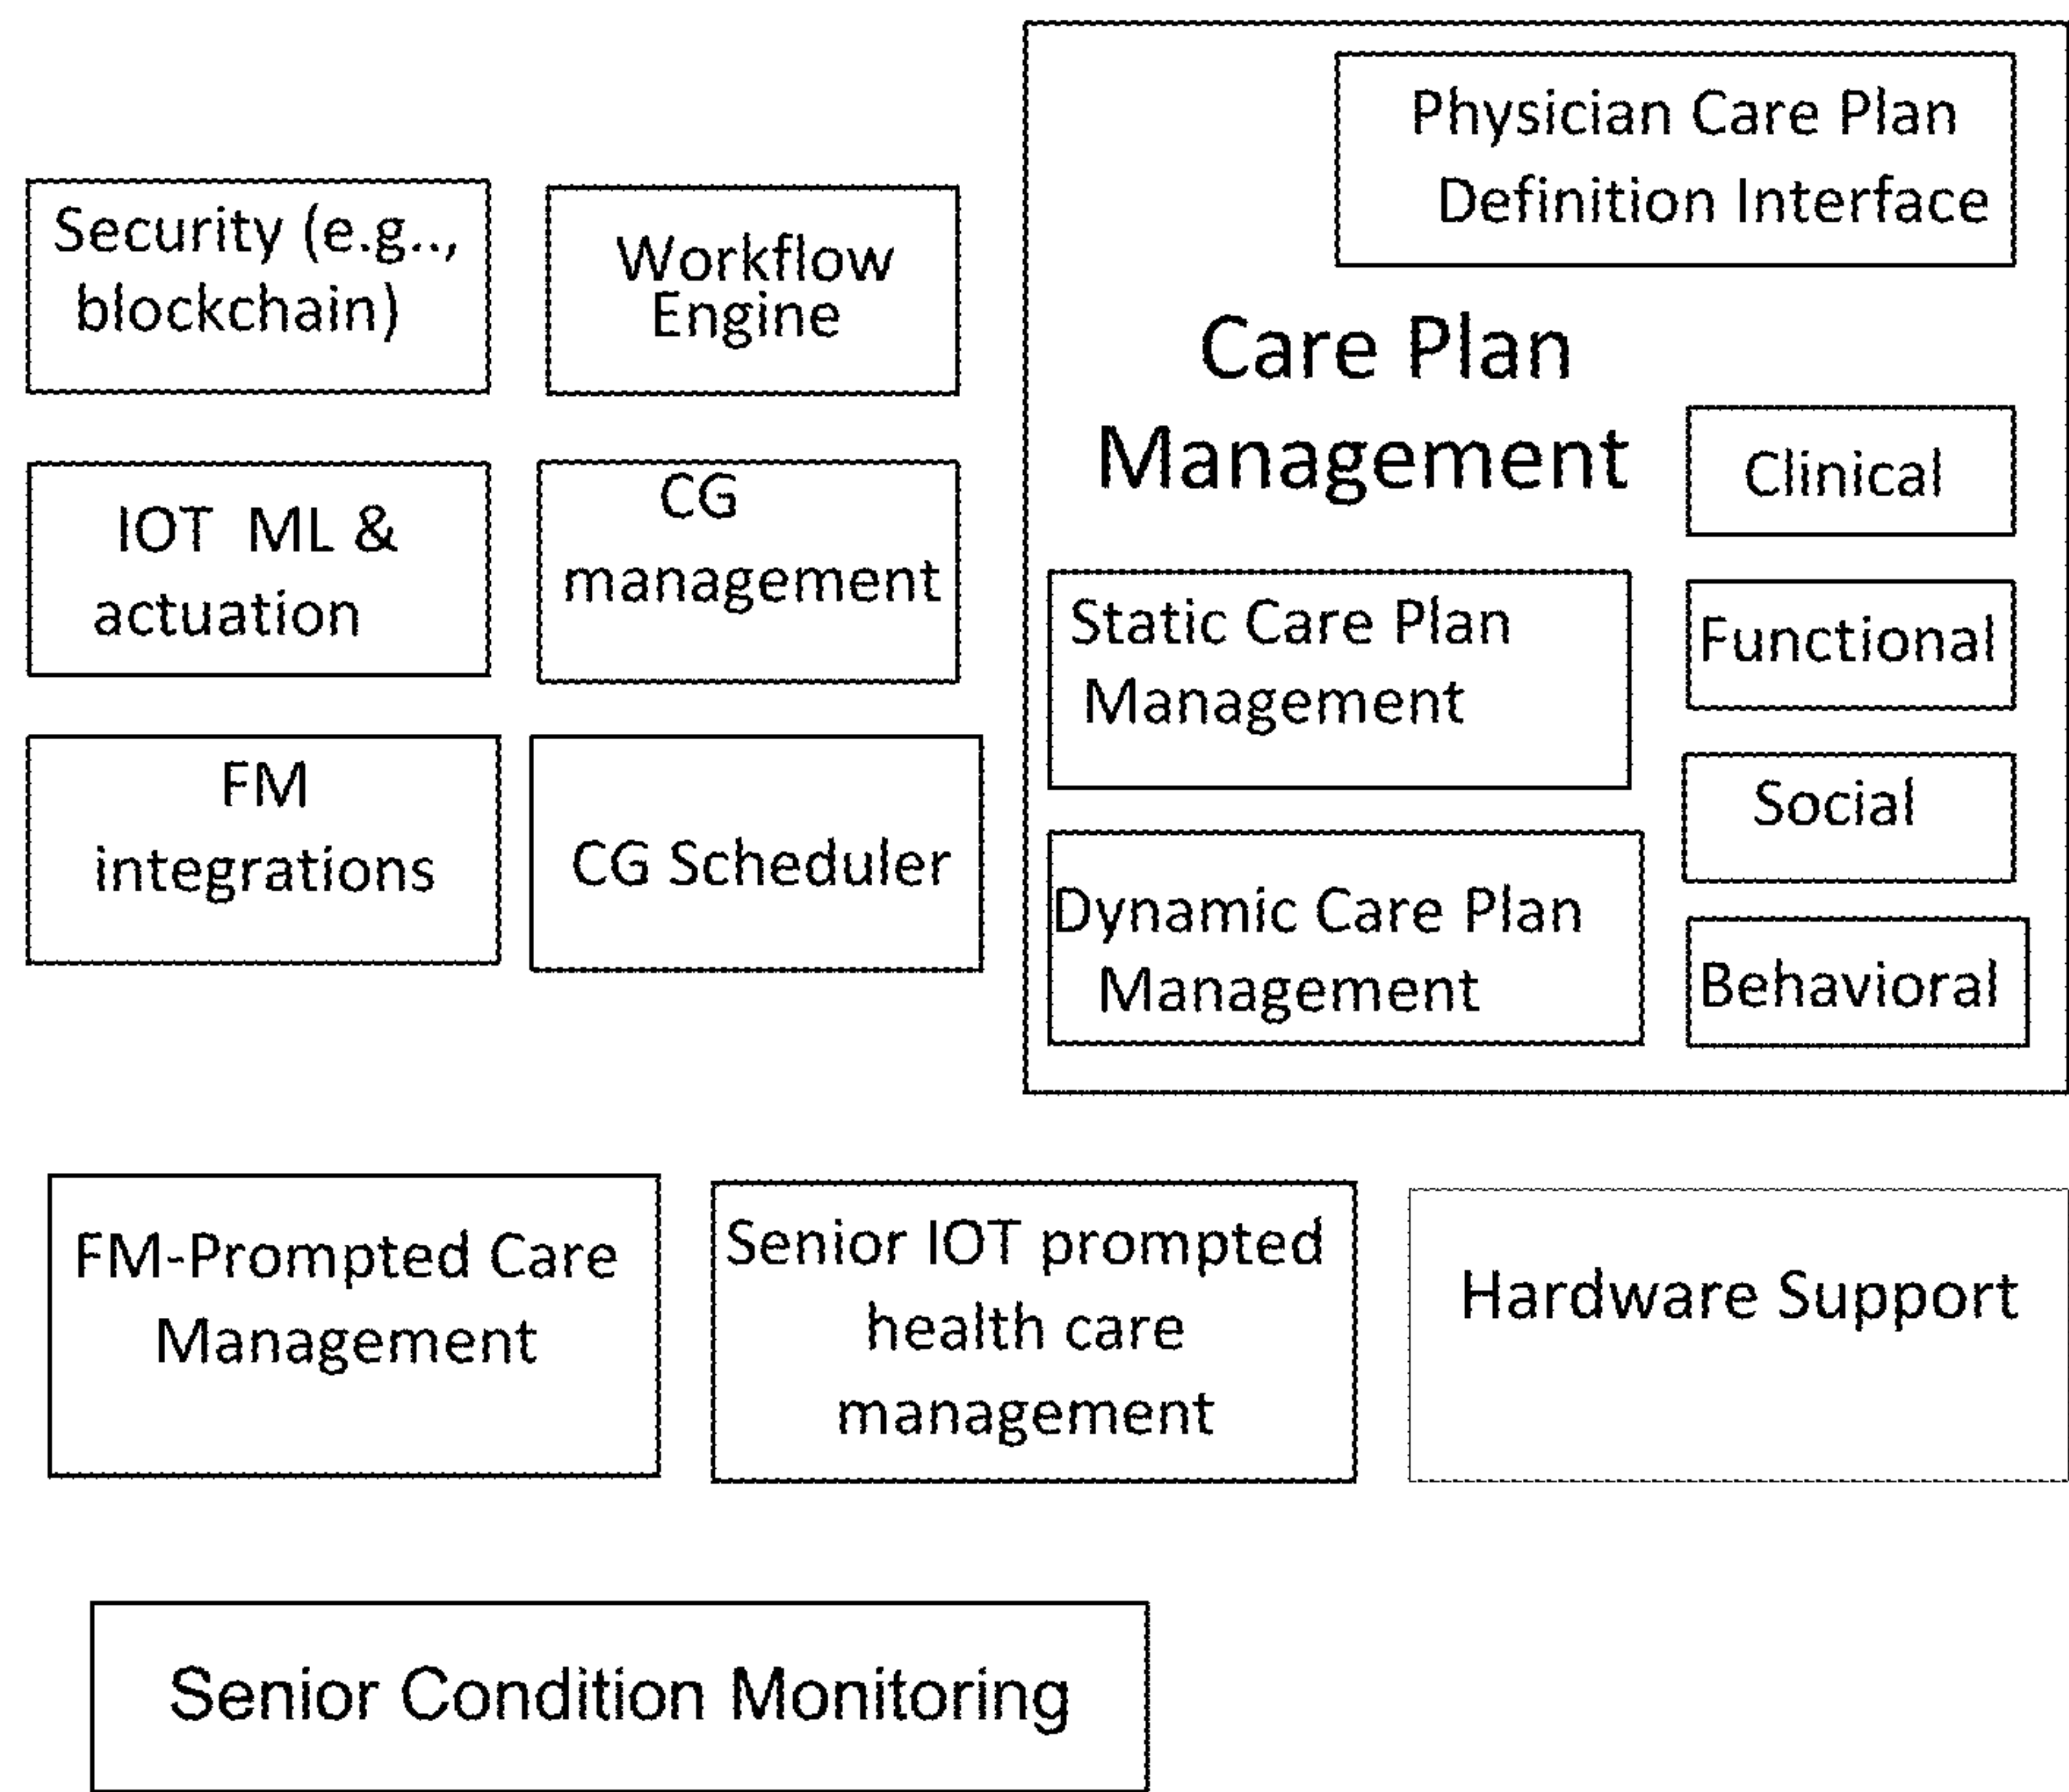 Security (e.g..,
blockchain)
Workflow
Engine
IOT ML &
actuation
CG
management
FM
integrations
CG Scheduler
Physician Care Plan
Definition Interface
Care Plan
Management
Static Care Plan
Management
Dynamic Care Plan
Management
Clinical
Functional
Social
Behavioral
FM-Prompted Care
Management
Senior IOT prompted
health care
management
Hardware Support
Senior Condition Monitoring